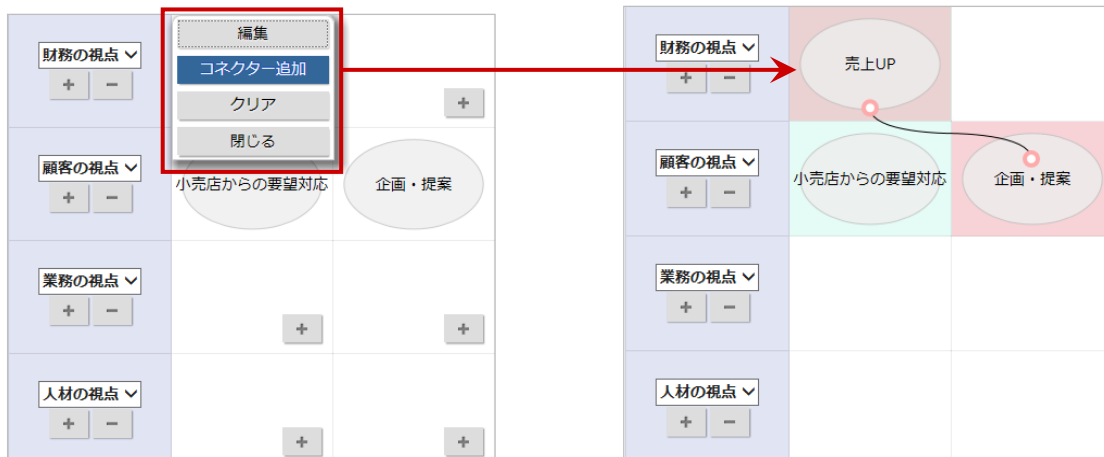 編集
コネクター追加
クリア
閉じる
財務の視点
+ −
+
顧客の視点
+ −
小売店からの要望対応
企画・提案
業務の視点
+ −
+
+
人材の視点
+ −
+
+
財務の視点
+ −
売上UP
顧客の視点
+ −
小売店からの要望対応
企画・提案
業務の視点
+ −
人材の視点
+ −